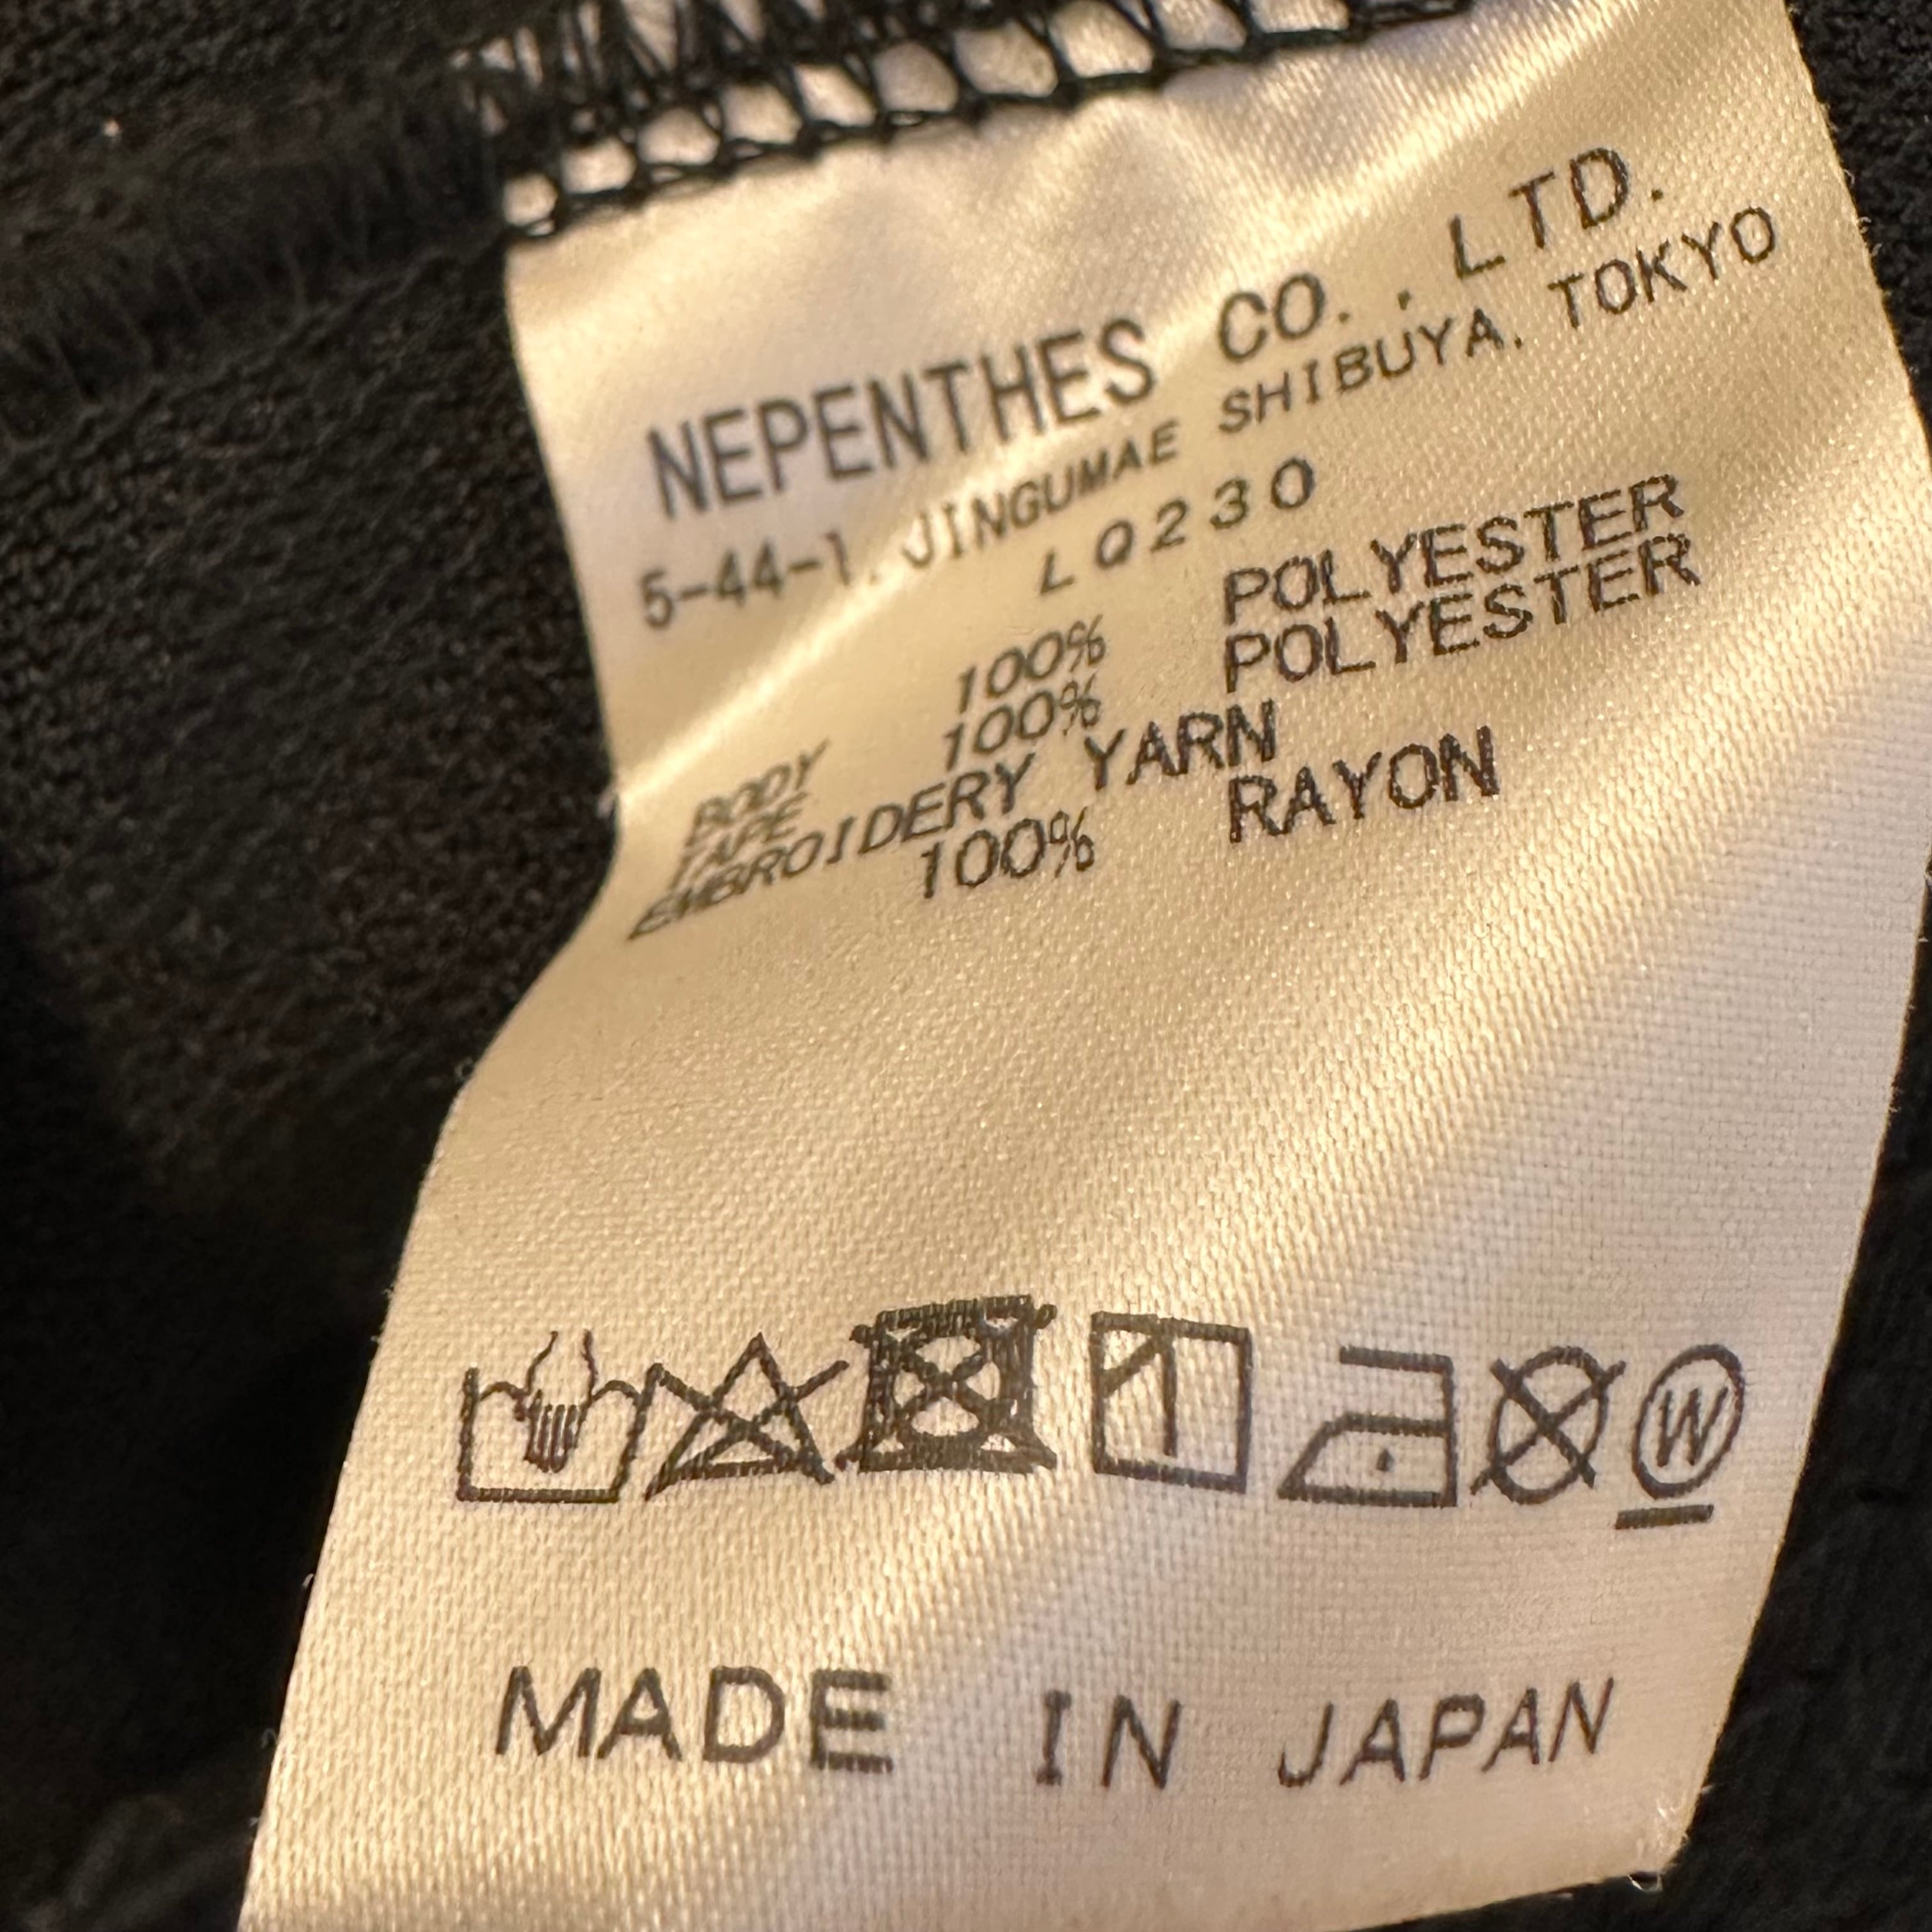 NEPENTHES CO., LTD.
5-44-1. JINGUMAE SHIBUYA. TOKYO
LQ230
BODY 100% POLYESTER
TAPE 100% POLYESTER
EMBROIDERY YARN
100% RAYON
W
MADE IN JAPAN